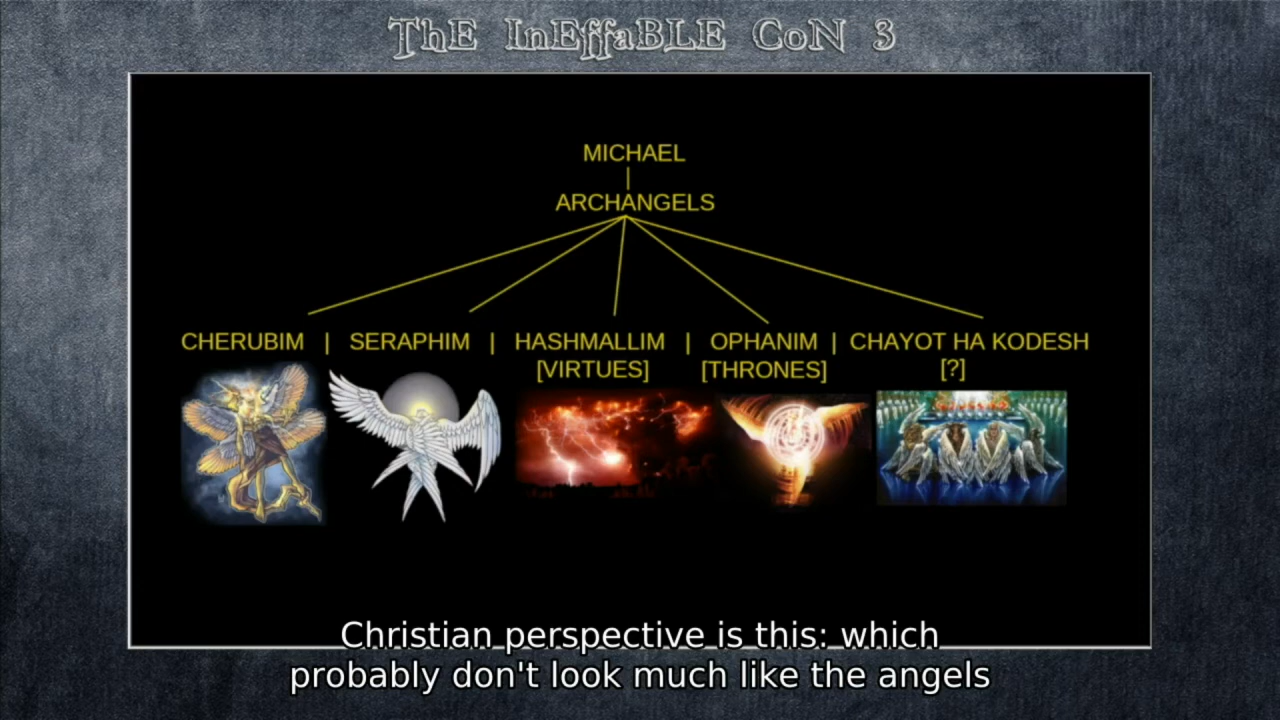 ThE InEffaBLE CoN 3
MICHAEL
ARCHANGELS
CHERUBIM | SERAPHIM | HASHMALLIM | OPHANIM | CHAYOT HA KODESH
[VIRTUES] [THRONES] [?]
Christian perspective is this: which
probably don't look much like the angels